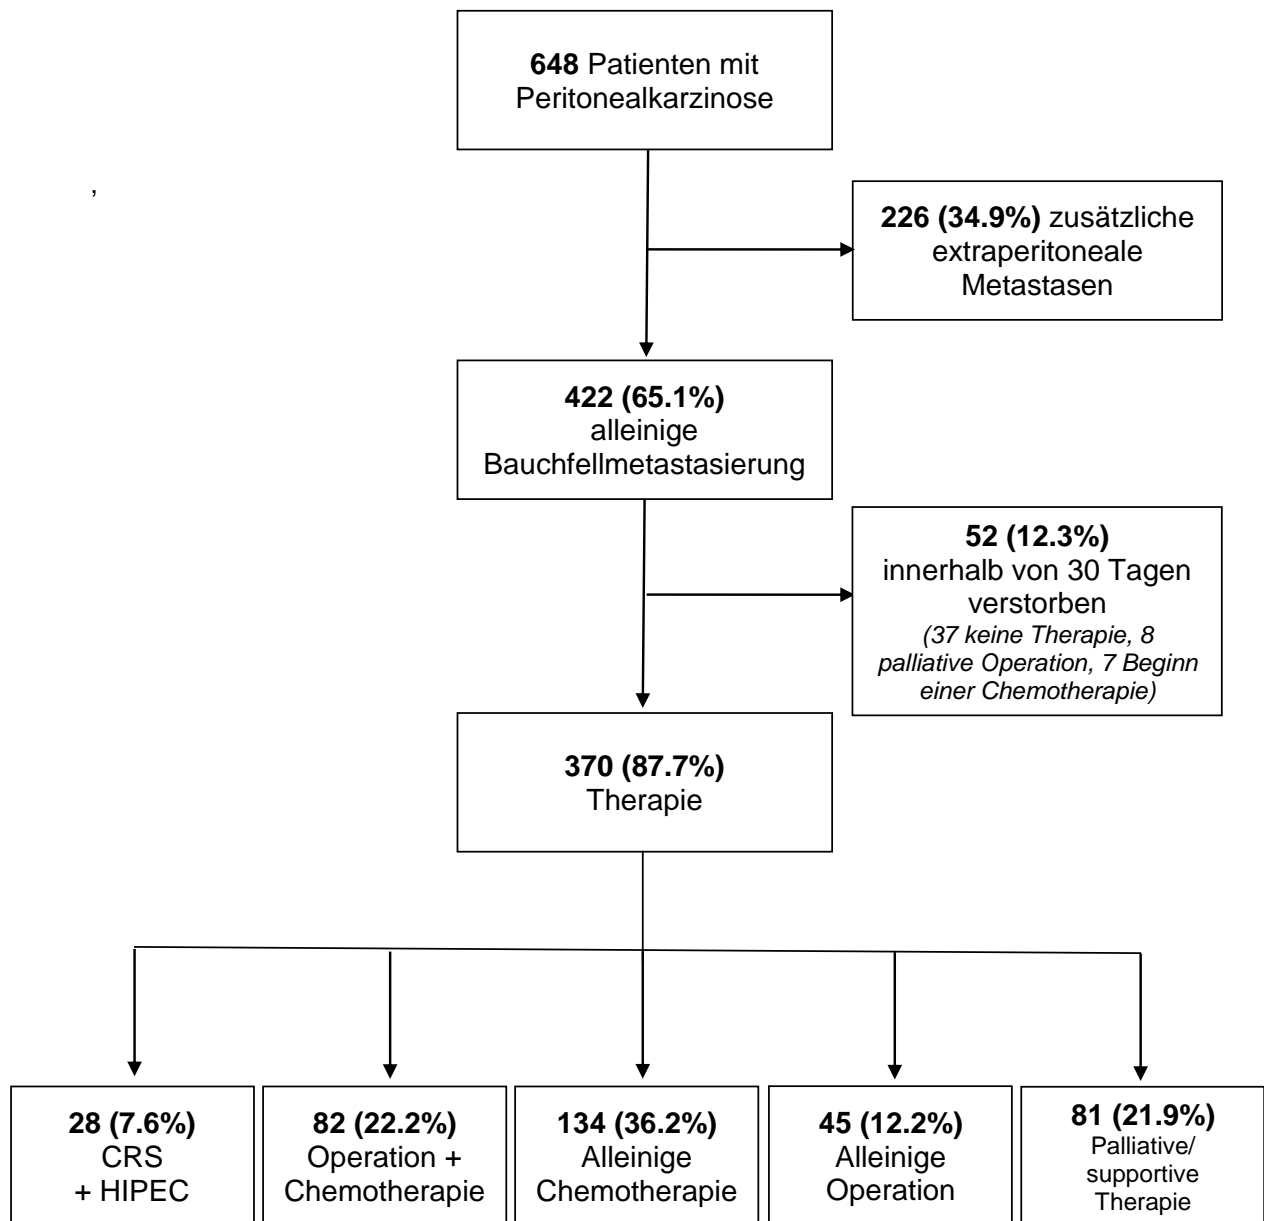 648 Patienten mit
Peritonealkarzinose
,
226 (34.9%) zusätzliche
extraperitoneale
Metastasen
422 (65.1%)
alleinige
Bauchfellmetastasierung
52 (12.3%)
innerhalb von 30 Tagen
verstorben
(37 keine Therapie, 8
palliative Operation, 7 Beginn
einer Chemotherapie)
370 (87.7%)
Therapie
28 (7.6%)
CRS
+ HIPEC
82 (22.2%)
Operation +
Chemotherapie
134 (36.2%)
Alleinige
Chemotherapie
45 (12.2%)
Alleinige
Operation
81 (21.9%)
Palliative/
supportive
Therapie